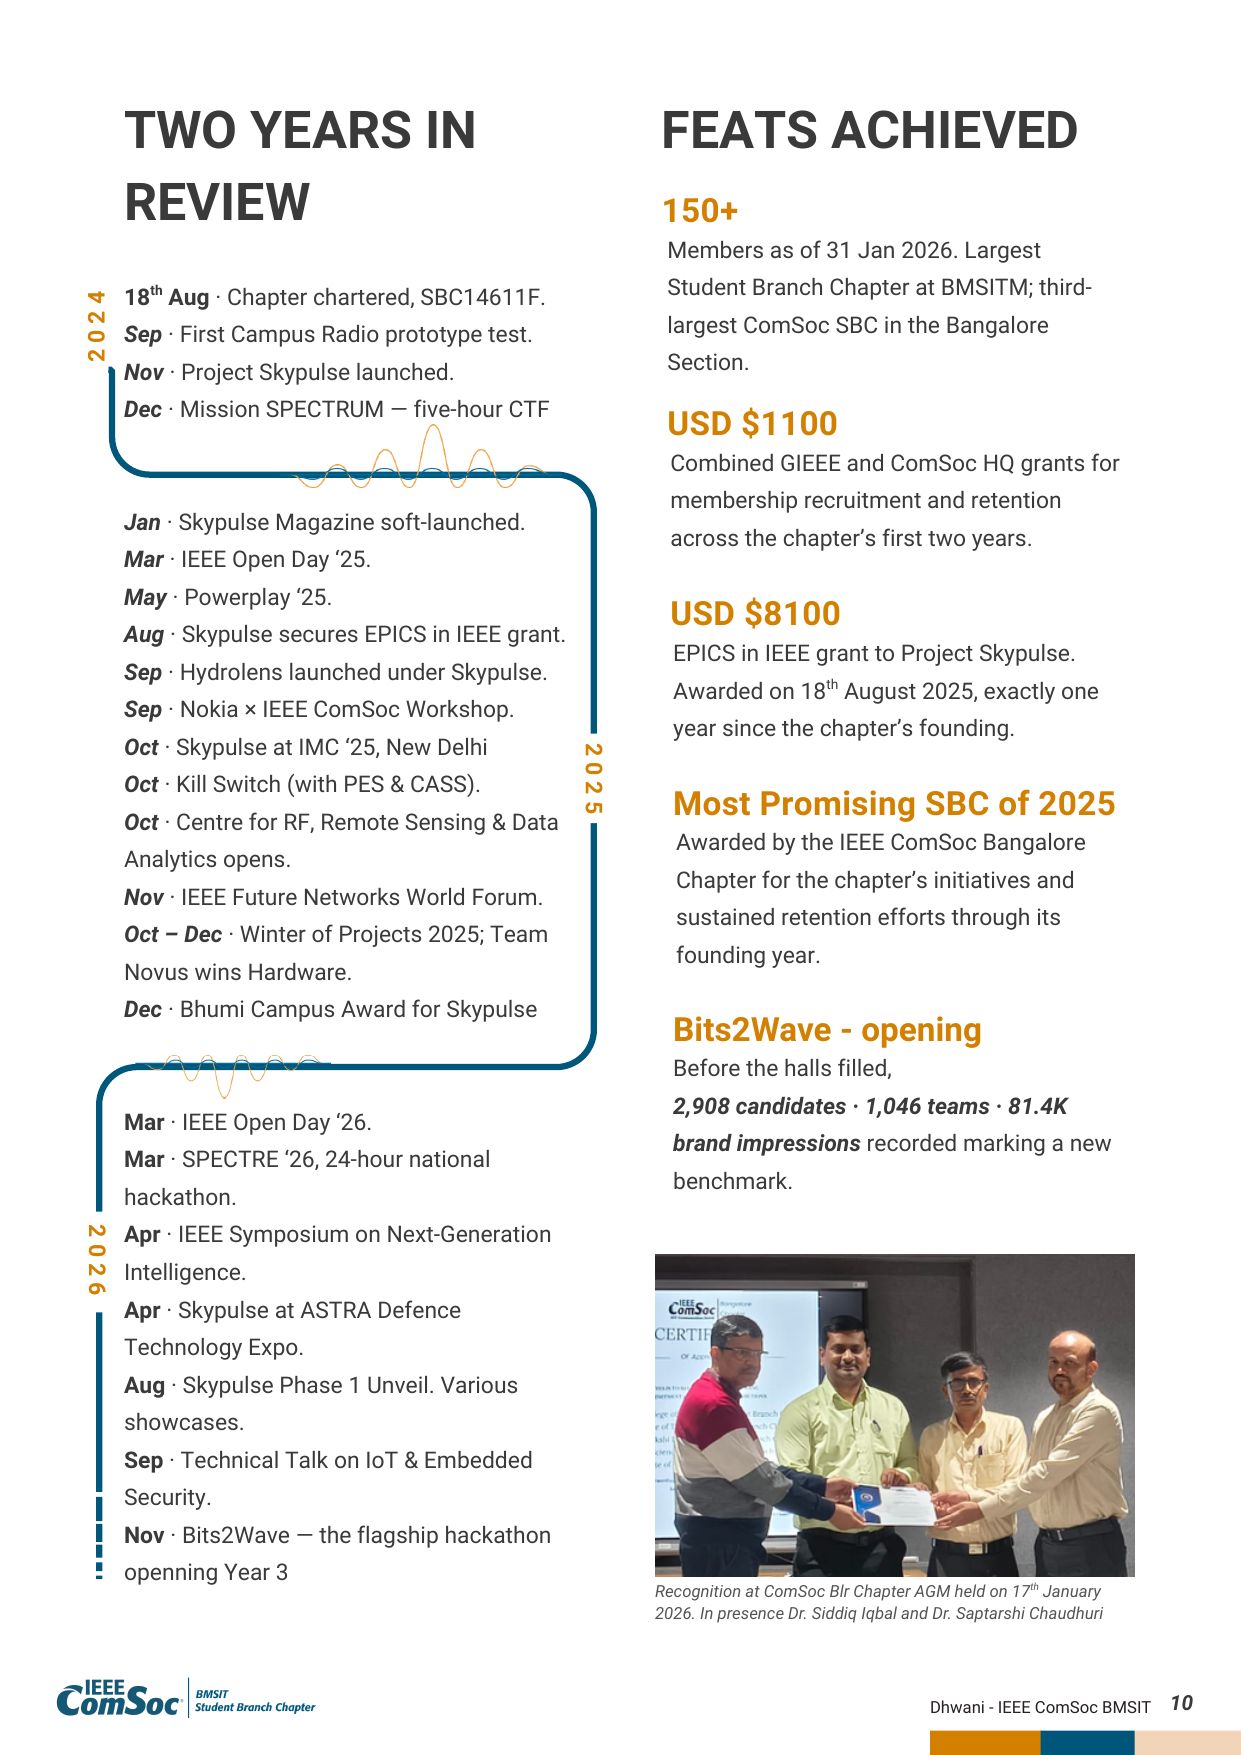 TWO YEARS IN
REVIEW
2024
18th Aug · Chapter chartered, SBC14611F.
Sep · First Campus Radio prototype test.
Nov · Project Skypulse launched.
Dec · Mission SPECTRUM — five-hour CTF
2025
Jan · Skypulse Magazine soft-launched.
Mar · IEEE Open Day ‘25.
May · Powerplay ‘25.
Aug · Skypulse secures EPICS in IEEE grant.
Sep · Hydrolens launched under Skypulse.
Sep · Nokia × IEEE ComSoc Workshop.
Oct · Skypulse at IMC ‘25, New Delhi
Oct · Kill Switch (with PES & CASS).
Oct · Centre for RF, Remote Sensing & Data
Analytics opens.
Nov · IEEE Future Networks World Forum.
Oct – Dec · Winter of Projects 2025; Team
Novus wins Hardware.
Dec · Bhumi Campus Award for Skypulse
2026
Mar · IEEE Open Day ‘26.
Mar · SPECTRE ‘26, 24-hour national
hackathon.
Apr · IEEE Symposium on Next-Generation
Intelligence.
Apr · Skypulse at ASTRA Defence
Technology Expo.
Aug · Skypulse Phase 1 Unveil. Various
showcases.
Sep · Technical Talk on IoT & Embedded
Security.
Nov · Bits2Wave — the flagship hackathon
openning Year 3
FEATS ACHIEVED
150+
Members as of 31 Jan 2026. Largest
Student Branch Chapter at BMSITM; third-
largest ComSoc SBC in the Bangalore
Section.
USD $1100
Combined GIEEE and ComSoc HQ grants for
membership recruitment and retention
across the chapter’s first two years.
USD $8100
EPICS in IEEE grant to Project Skypulse.
Awarded on 18th August 2025, exactly one
year since the chapter’s founding.
Most Promising SBC of 2025
Awarded by the IEEE ComSoc Bangalore
Chapter for the chapter’s initiatives and
sustained retention efforts through its
founding year.
Bits2Wave - opening
Before the halls filled,
2,908 candidates · 1,046 teams · 81.4K
brand impressions recorded marking a new
benchmark.
IEEE
ComSoc
Bangalore
CERTIF
Recognition at ComSoc Blr Chapter AGM held on 17th January
2026. In presence Dr. Siddiq Iqbal and Dr. Saptarshi Chaudhuri
IEEE
ComSoc
BMSIT
Student Branch Chapter
Dhwani - IEEE ComSoc BMSIT 10